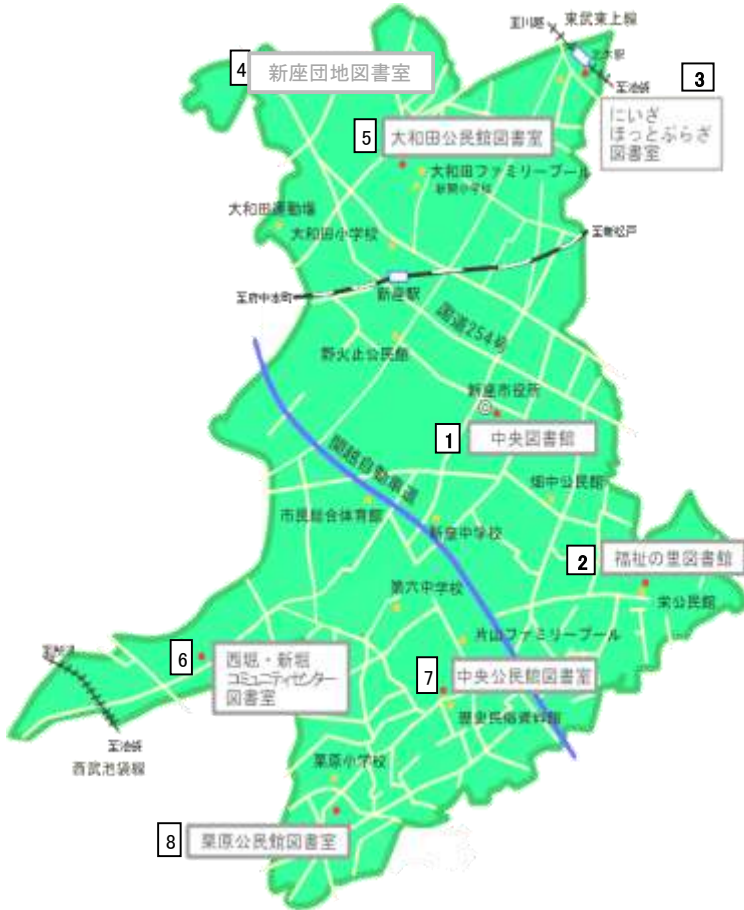 至川越
東武東上線
志木駅
至池袋
3
にいざ
ほっとぷらざ
図書室
4
新座団地図書室
5
大和田公民館図書室
大和田ファミリープール
新開小学校
大和田運動場
大和田小学校
至新松戸
至府中本町
新座駅
国道254号
野火止公民館
新座市役所
1
中央図書館
関越自動車道
畑中公民館
市民総合体育館
新座中学校
2
福祉の里図書館
第六中学校
栄公民館
片山ファミリープール
6
西堀・新堀
コミュニティセンター
図書室
7
中央公民館図書室
歴史民俗資料館
至池袋
西武池袋線
栗原小学校
8
栗原公民館図書室